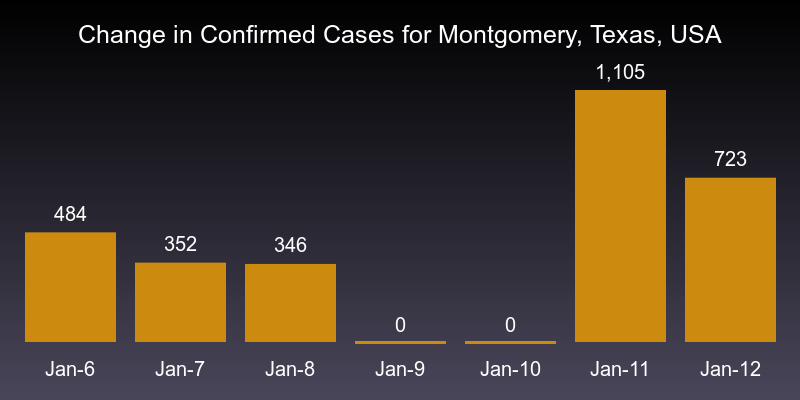 Change in Confirmed Cases for Montgomery, Texas, USA
1,105
723
484
352
346
0
0
Jan-6
Jan-7
Jan-8
Jan-9
Jan-10
Jan-11
Jan-12